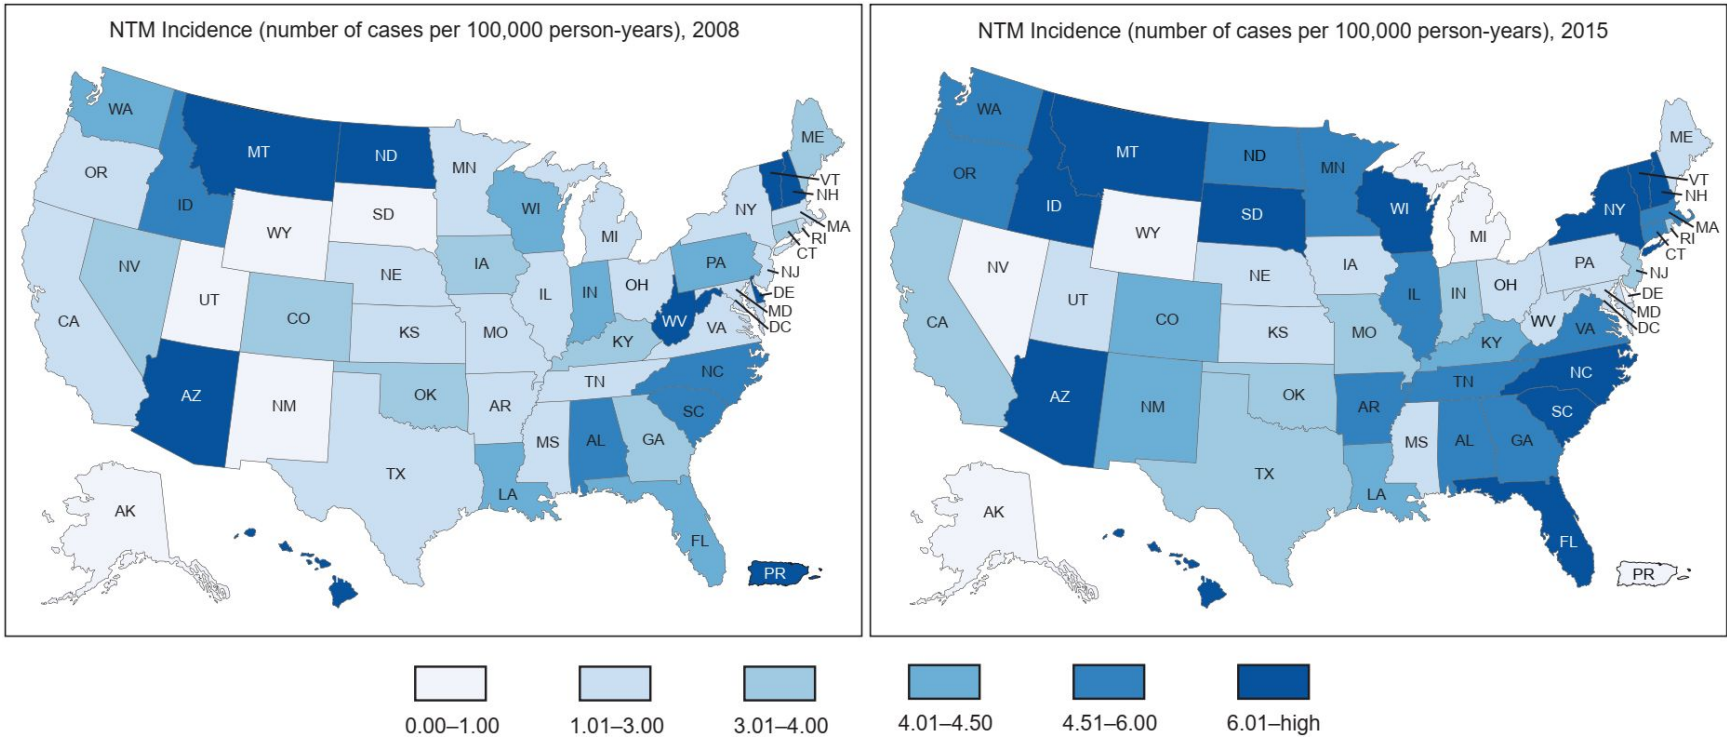 NTM Incidence (number of cases per 100,000 person-years), 2008
WA
ME
MT
ND
MN
OR
VT
ID
WI
NH
SD
NY
MA
WY
MI
RI
CT
IA
PA
NV
NE
NJ
OH
IL
IN
DE
UT
MD
CO
WV
CA
VA
DC
KS
MO
KY
NC
TN
AZ
OK
NM
AR
SC
MS
AL
GA
TX
LA
AK
FL
PR
NTM Incidence (number of cases per 100,000 person-years), 2015
WA
ME
MT
ND
MN
OR
VT
ID
WI
NH
SD
NY
MA
WY
MI
RI
CT
IA
PA
NV
NE
NJ
OH
IL
IN
DE
UT
MD
CO
WV
CA
VA
DC
KS
MO
KY
NC
TN
AZ
OK
NM
AR
SC
MS
AL
GA
TX
LA
AK
FL
PR
0.00–1.00
1.01–3.00
3.01–4.00
4.01–4.50
4.51–6.00
6.01–high